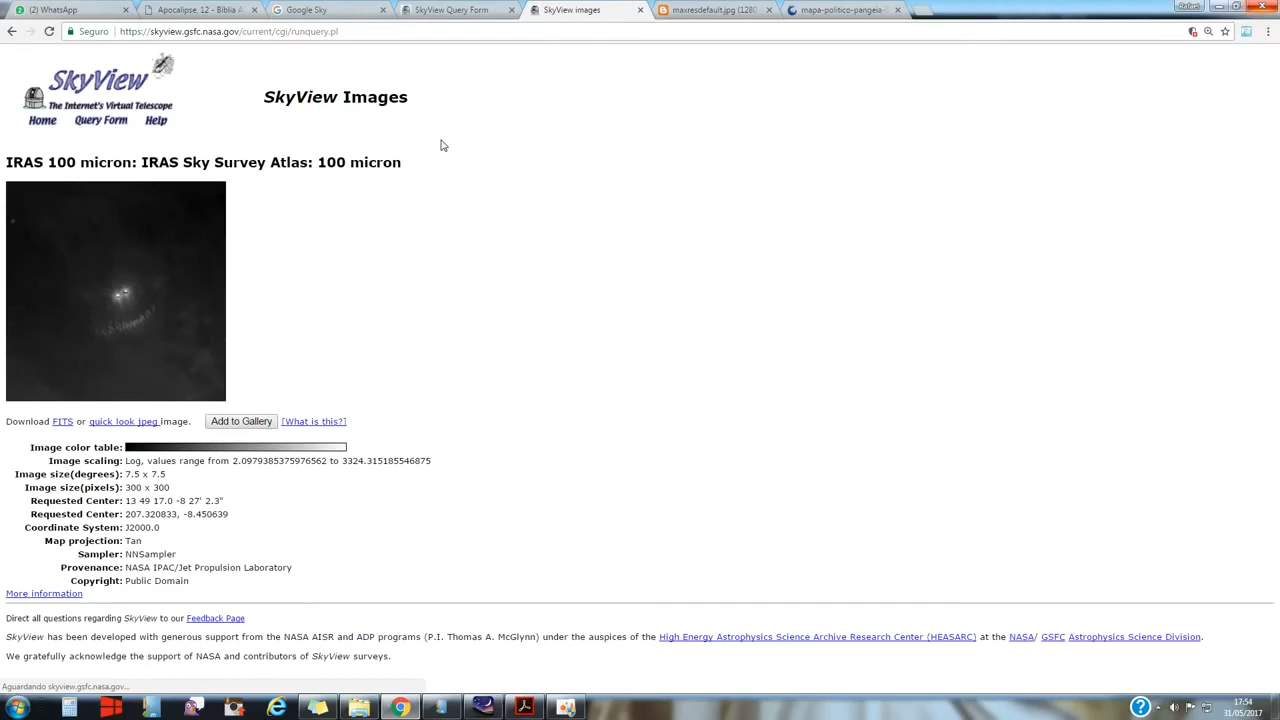 (2) WhatsApp
Apocalipse, 12 - Bíblia A
Google Sky
SkyView Query Form
SkyView images
maxresdefault.jpg (1280
mapa-politico-pangeia-
Rafael
Seguro
https://skyview.gsfc.nasa.gov/current/cgi/runquery.pl
SkyView
The Internet's Virtual Telescope
Home Query Form Help
SkyView Images
IRAS 100 micron: IRAS Sky Survey Atlas: 100 micron
Download FITS or quick look jpeg image. Add to Gallery [What is this?]
Image color table:
Image scaling: Log, values range from 2.0979385375976562 to 3324.315185546875
Image size(degrees): 7.5 x 7.5
Image size(pixels): 300 x 300
Requested Center: 13 49 17.0 -8 27' 2.3"
Requested Center: 207.320833, -8.450639
Coordinate System: J2000.0
Map projection: Tan
Sampler: NNSampler
Provenance: NASA IPAC/Jet Propulsion Laboratory
Copyright: Public Domain
More information
Direct all questions regarding SkyView to our Feedback Page
SkyView has been developed with generous support from the NASA AISR and ADP programs (P.I. Thomas A. McGlynn) under the auspices of the High Energy Astrophysics Science Archive Research Center (HEASARC) at the NASA/ GSFC Astrophysics Science Division.
We gratefully acknowledge the support of NASA and contributors of SkyView surveys.
Aguardando skyview.gsfc.nasa.gov...
17:54
31/05/2017